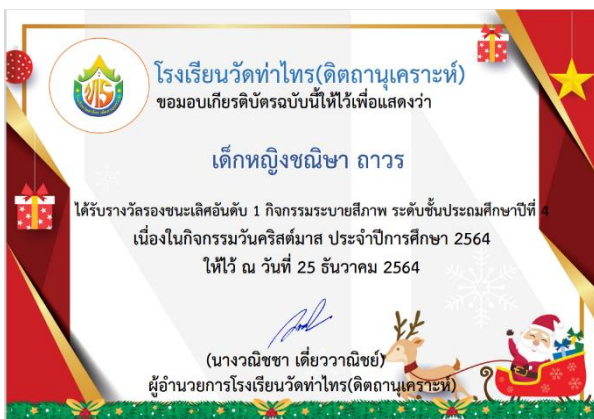 โรงเรียนวัดท่าไทร(ดิตถานุเคราะห์)
ขอมอบเกียรติบัตรฉบับนี้ให้ไว้เพื่อแสดงว่า
เด็กหญิงชณิษา ถาวร
ได้รับรางวัลรองชนะเลิศอันดับ 1 กิจกรรมระบายสีภาพ ระดับชั้นประถมศึกษาปีที่ 4
เนื่องในกิจกรรมวันคริสต์มาส ประจำปีการศึกษา 2564
ให้ไว้ ณ วันที่ 25 ธันวาคม 2564
(นางวณิชชา เดี่ยววาณิชย์)
ผู้อำนวยการโรงเรียนวัดท่าไทร(ดิตถานุเคราะห์)